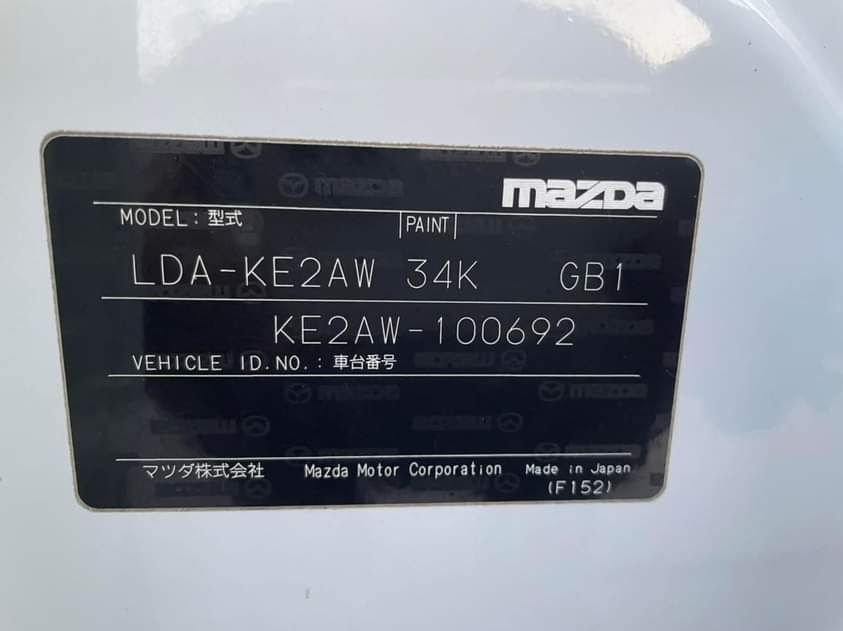 mazda
MODEL：型式 |PAINT|
LDA-KE2AW 34K GB1
KE2AW-100692
VEHICLE ID.NO.：車台番号
マツダ株式会社 Mazda Motor Corporation Made in Japan
(F152)